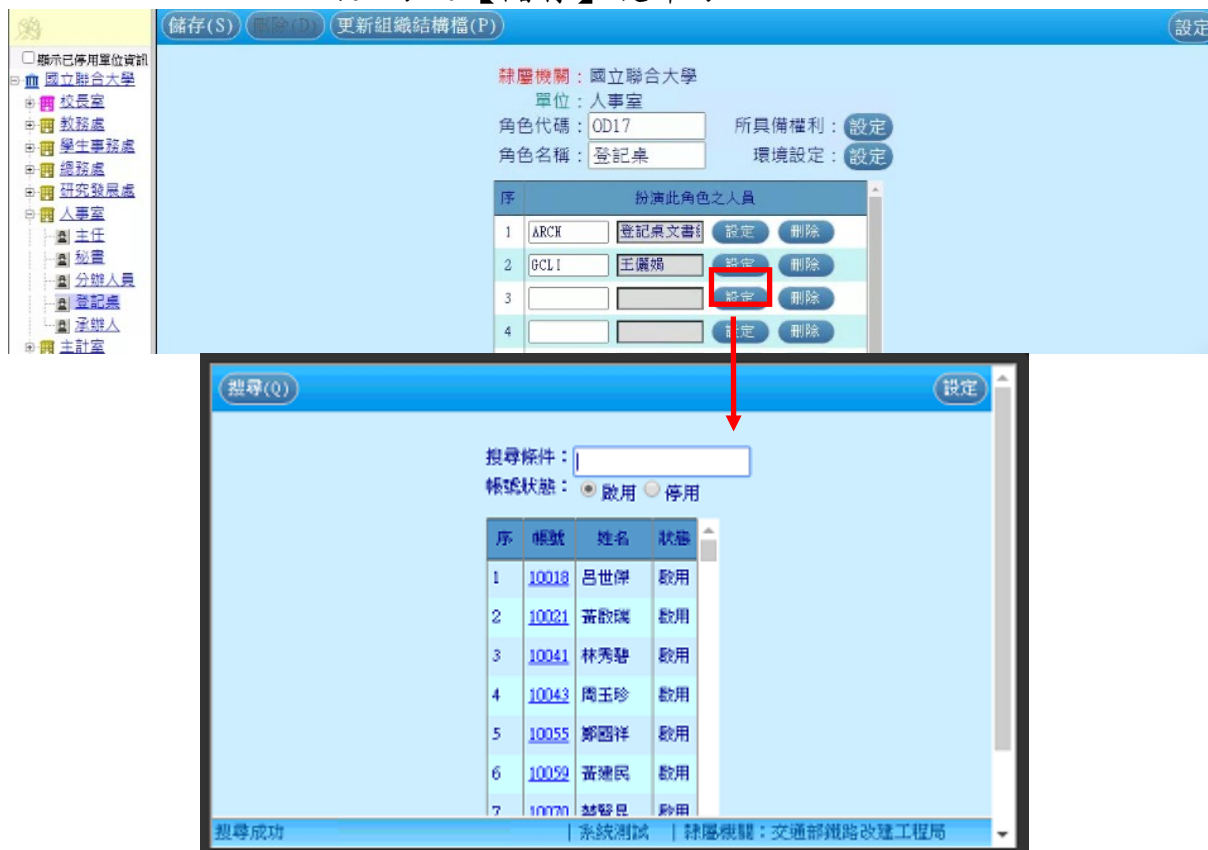 儲存(S) 刪除(D) 更新組織結構檔(P) 設定
顯示已停用單位資訊
國立聯合大學
校長室
教務處
學生事務處
總務處
研究發展處
人事室
主任
秘書
分辦人員
登記桌
承辦人
主計室
隸屬機關：國立聯合大學
單位：人事室
角色代碼：OD17 所具備權利：設定
角色名稱：登記桌 環境設定：設定
序 扮演此角色之人員
1 ARCH 登記桌文書 設定 刪除
2 GCLI 王儷娟 設定 刪除
3 設定 刪除
4 設定 刪除
搜尋(Q) 設定
搜尋條件：
帳號狀態： 啟用 停用
序 帳號 姓名 狀態
1 10018 呂世傑 啟用
2 10021 黃啟瑞 啟用
3 10041 林秀 啟用
4 10043 周玉珍 啟用
5 10055 鄭國祥 啟用
6 10059 黃建民 啟用
7 10070 啟用
搜尋成功 | 系統測試 | 隸屬機關：交通部鐵路改建工程局